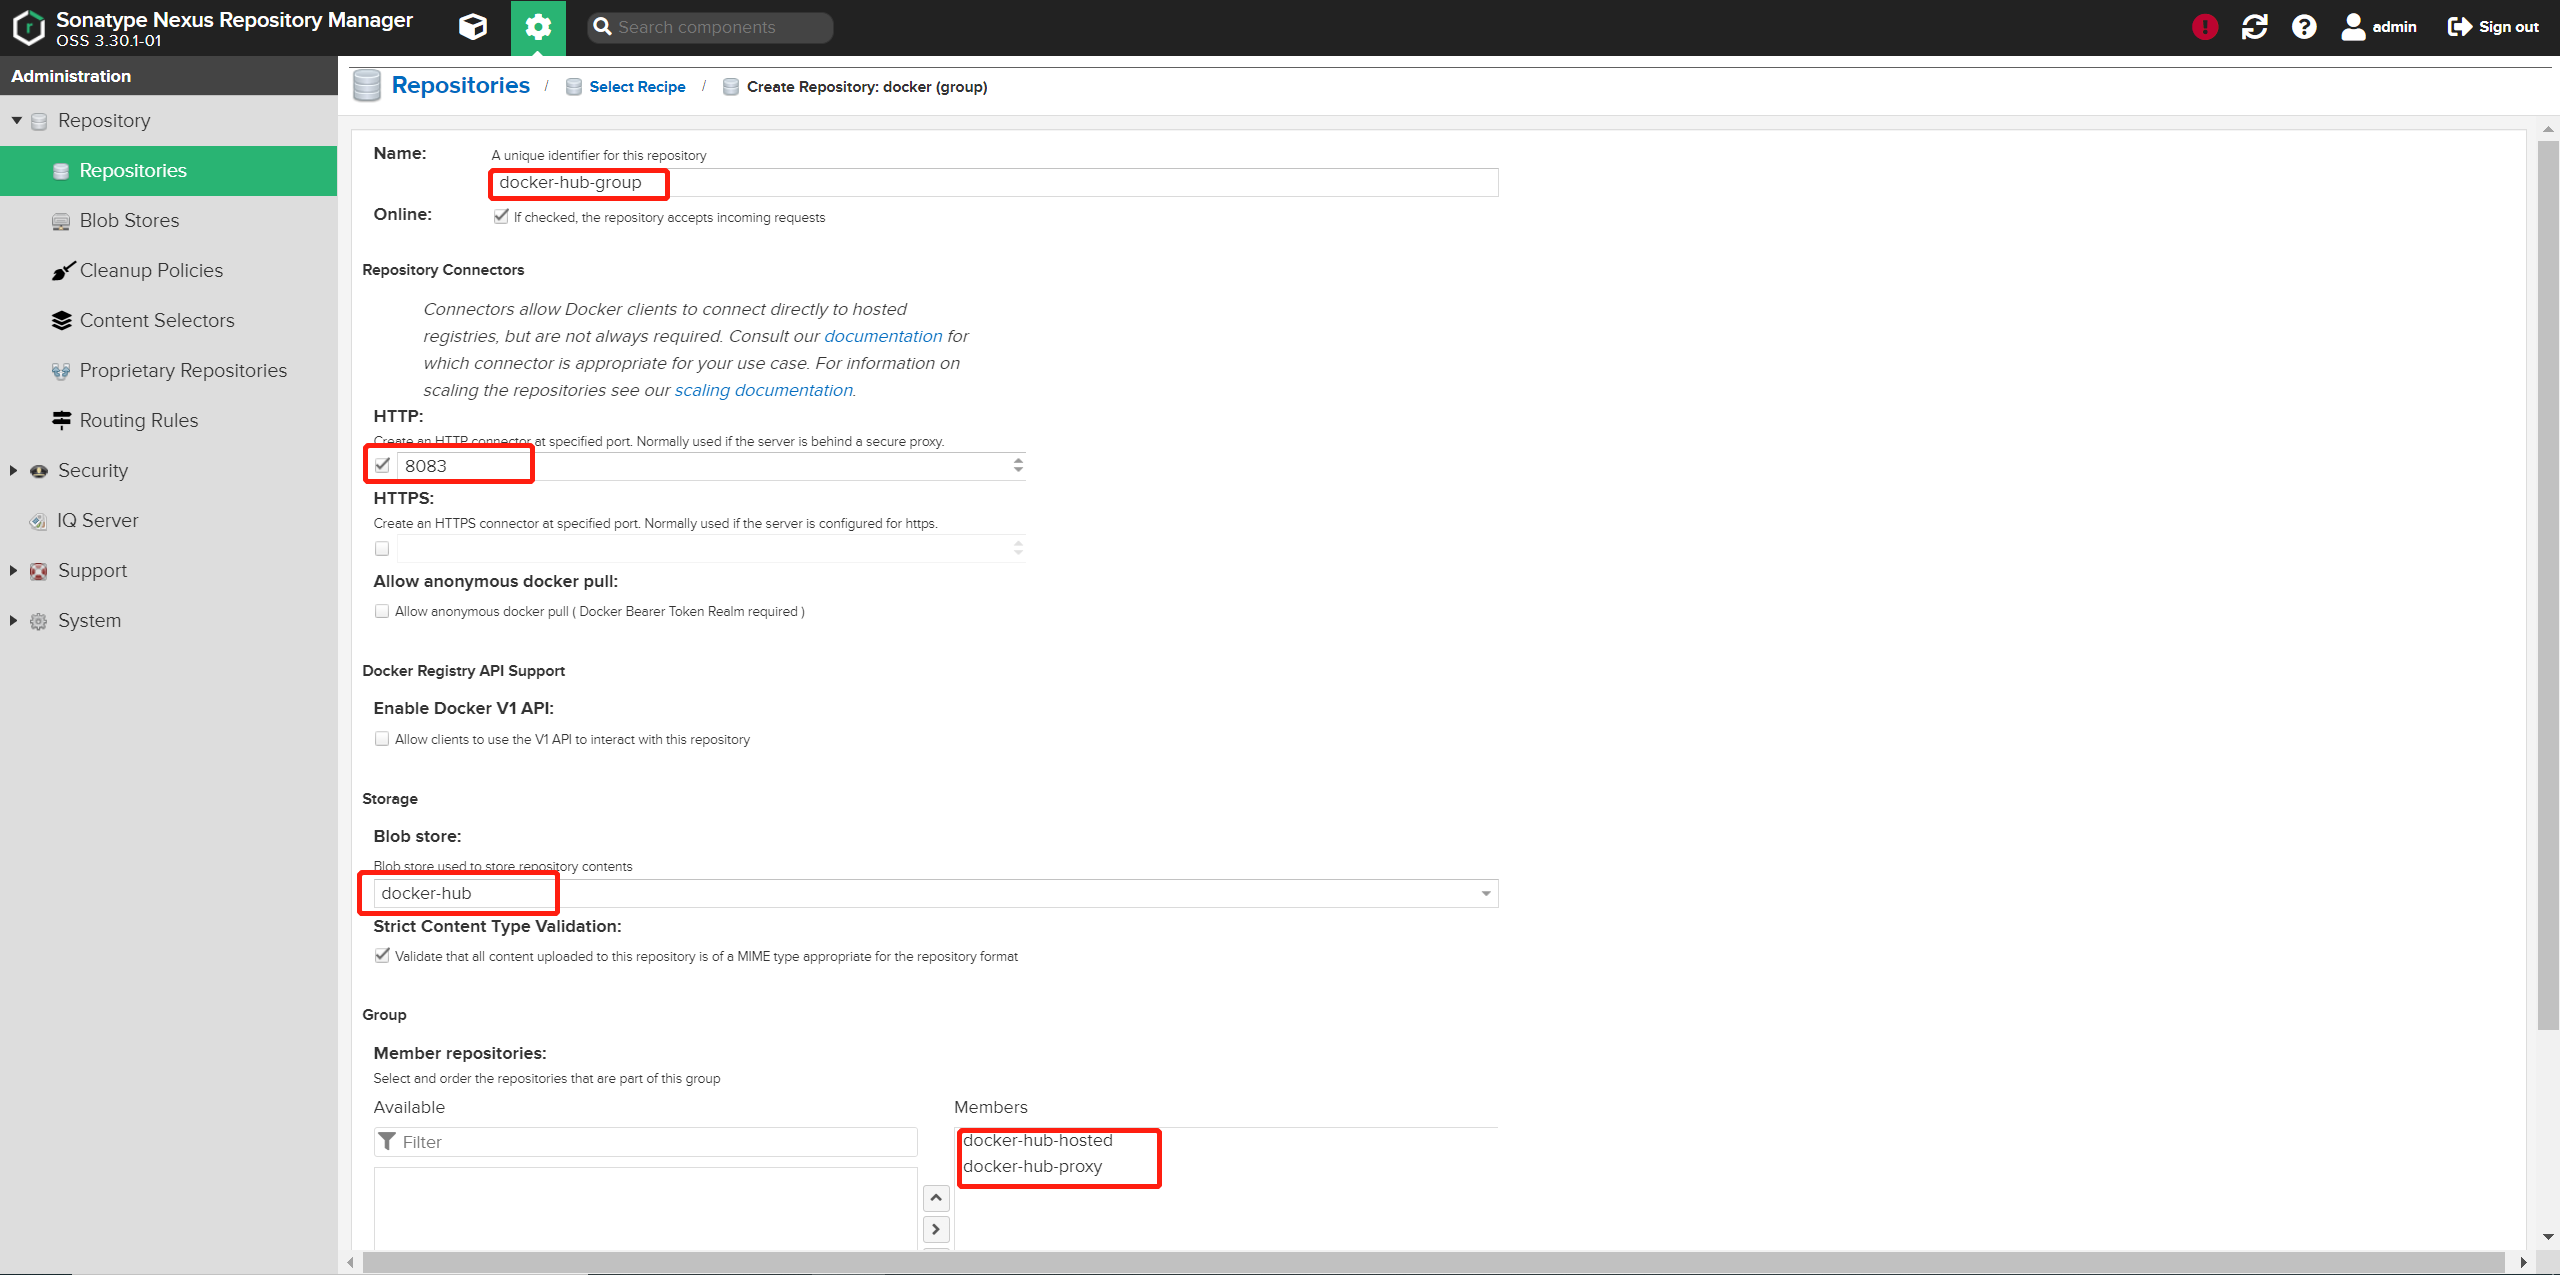 Sonatype Nexus Repository Manager
OSS 3.30.1-01
Search components
admin
Sign out
Administration
Repositories / Select Recipe / Create Repository: docker (group)
Repository
Repositories
Blob Stores
Cleanup Policies
Content Selectors
Proprietary Repositories
Routing Rules
Security
IQ Server
Support
System
Name:
A unique identifier for this repository
docker-hub-group
Online:
If checked, the repository accepts incoming requests
Repository Connectors
Connectors allow Docker clients to connect directly to hosted
registries, but are not always required. Consult our documentation for
which connector is appropriate for your use case. For information on
scaling the repositories see our scaling documentation.
HTTP:
Create an HTTP connector at specified port. Normally used if the server is behind a secure proxy.
8083
HTTPS:
Create an HTTPS connector at specified port. Normally used if the server is configured for https.
Allow anonymous docker pull:
Allow anonymous docker pull ( Docker Bearer Token Realm required )
Docker Registry API Support
Enable Docker V1 API:
Allow clients to use the V1 API to interact with this repository
Storage
Blob store:
Blob store used to store repository contents
docker-hub
Strict Content Type Validation:
Validate that all content uploaded to this repository is of a MIME type appropriate for the repository format
Group
Member repositories:
Select and order the repositories that are part of this group
Available
Filter
Members
docker-hub-hosted
docker-hub-proxy